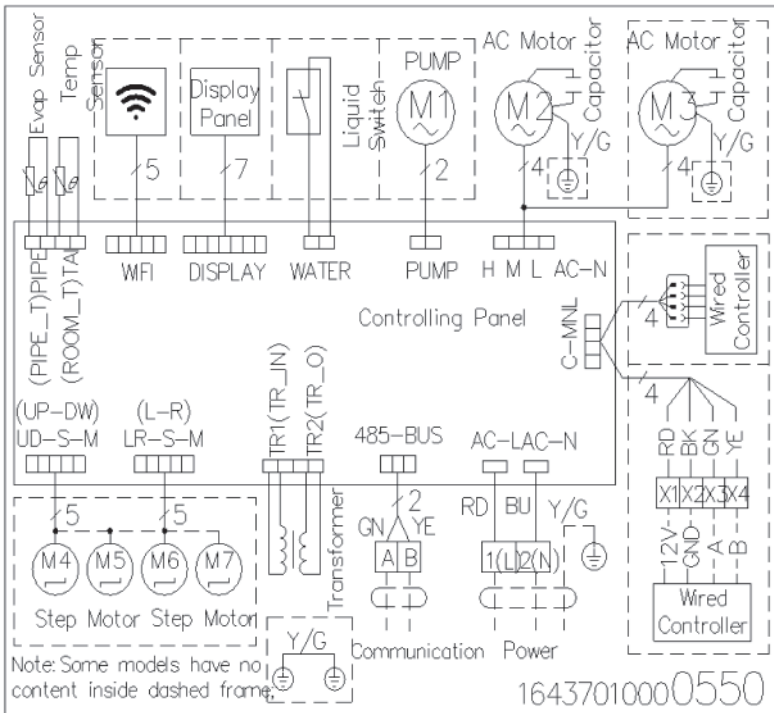 Evap Sensor
Temp
Sensor
Display
Panel
Liquid
Switch
PUMP
M1
AC Motor
M2
Capacitor
Y/G
AC Motor
M3
Capacitor
Y/G
5
7
2
4
4
(PIPE_T)PIPE
(ROOM_T)TAI
WIFI
DISPLAY
WATER
PUMP
H M L AC-N
Controlling Panel
C-MNL
4
Wired
Controller
4
(UP-DW)
UD-S-M
(L-R)
LR-S-M
TR1(TR_IN)
TR2(TR_O)
485-BUS
AC-L
AC-N
RD
BK
GN
YE
X1
X2
X3
X4
12V
GND
A
B
Wired
Controller
5
5
M4
M5
M6
M7
Step Motor
Step Motor
Transformer
2
GN
YE
A
B
Communication
RD
BU
Y/G
1(L)
2(N)
Power
Y/G
Note: Some models have no
content inside dashed frame.
16437010000550